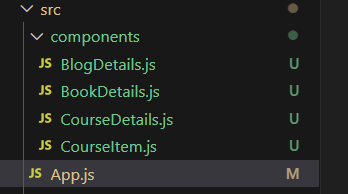 src
components
JS BlogDetails.js U
JS BookDetails.js U
JS CourseDetails.js U
JS CourseItem.js U
JS App.js M